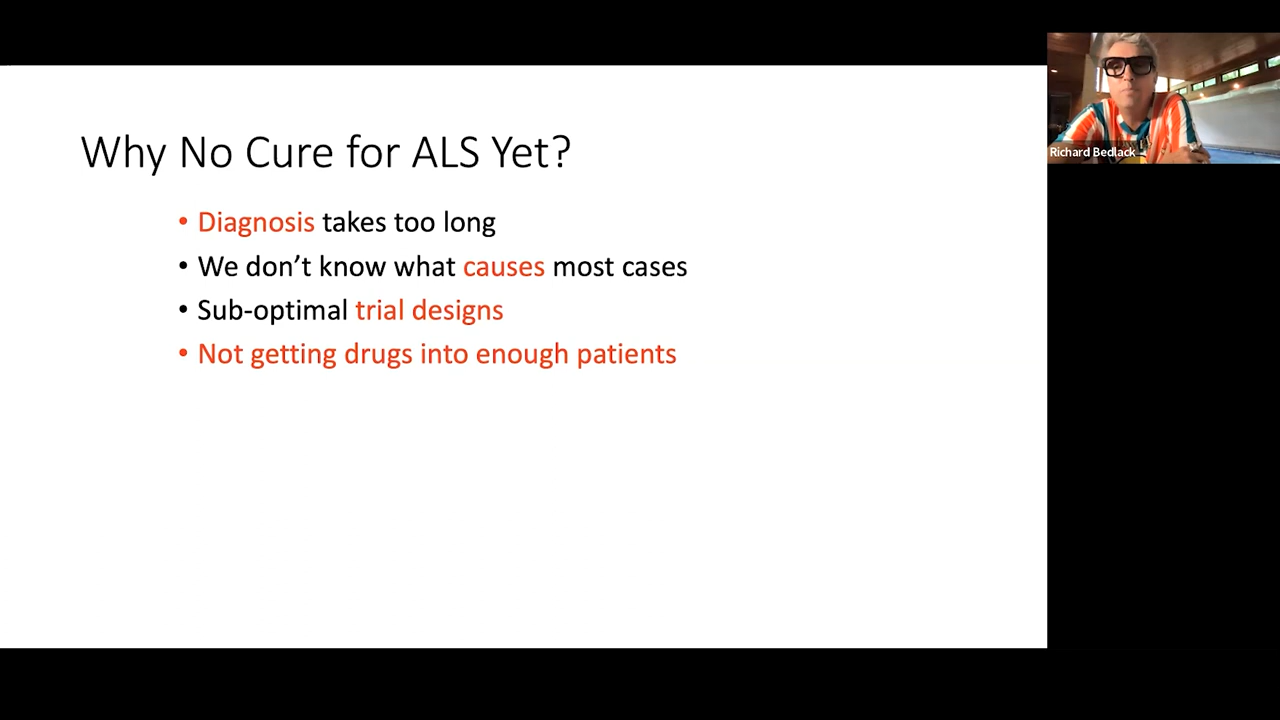 Why No Cure for ALS Yet?
• Diagnosis takes too long
• We don’t know what causes most cases
• Sub-optimal trial designs
• Not getting drugs into enough patients
Richard Bedlack